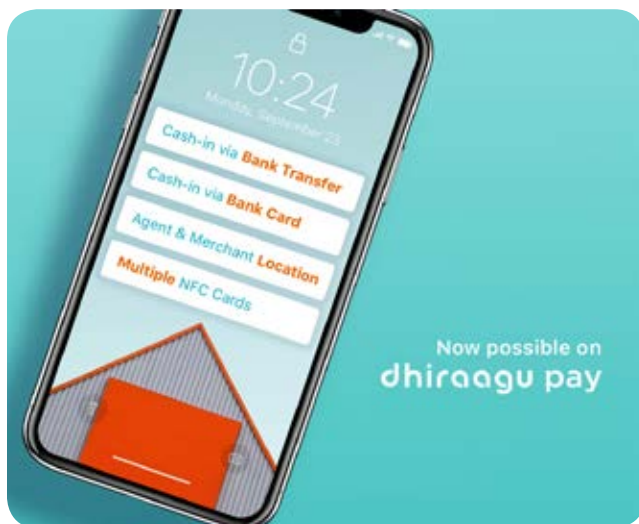 10:24
Monday, September 23
Cash-in via Bank Transfer
Cash-in via Bank Card
Agent & Merchant Location
Multiple NFC Cards
Now possible on
dhiraagu pay